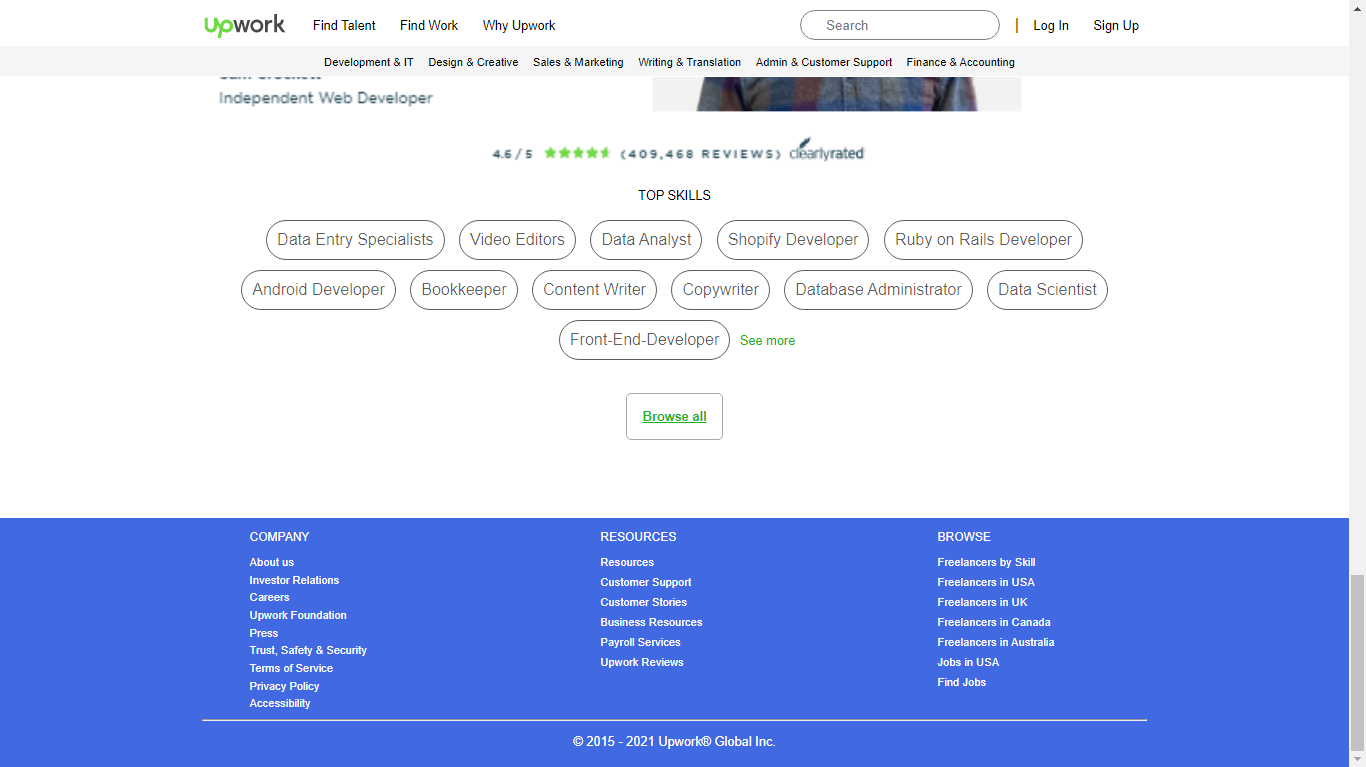 upwork Find Talent Find Work Why Upwork Search Log In Sign Up
Development & IT Design & Creative Sales & Marketing Writing & Translation Admin & Customer Support Finance & Accounting
Independent Web Developer
4.6/5 (409,468 REVIEWS) clearlyrated
TOP SKILLS
Data Entry Specialists Video Editors Data Analyst Shopify Developer Ruby on Rails Developer
Android Developer Bookkeeper Content Writer Copywriter Database Administrator Data Scientist
Front-End-Developer See more
Browse all
COMPANY RESOURCES BROWSE
About us Resources Freelancers by Skill
Investor Relations Customer Support Freelancers in USA
Careers Customer Stories Freelancers in UK
Upwork Foundation Business Resources Freelancers in Canada
Press Payroll Services Freelancers in Australia
Trust, Safety & Security Upwork Reviews Jobs in USA
Terms of Service Find Jobs
Privacy Policy
Accessibility
© 2015 - 2021 Upwork® Global Inc.